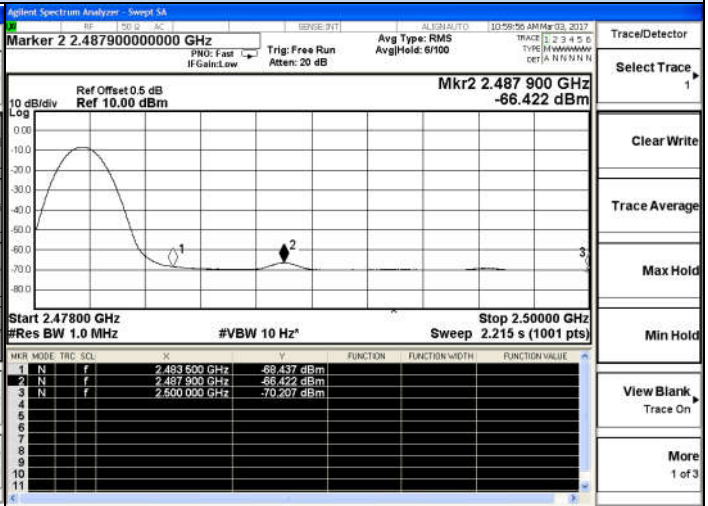 Agilent Spectrum Analyzer - Swept SA
RF 50 Ω AC SENSE:INT ALIGNAUTO 10:59:56 AM Mar 03, 2017
Marker 2 2.487900000000 GHz
PNO: Fast
IFGain:Low
Trig: Free Run
Atten: 20 dB
Avg Type: RMS
Avg|Hold: 6/100
TRACE 1 2 3 4 5 6
TYPE M W W W W W
DET A N N N N N
Trace/Detector
Select Trace
1
Clear Write
Trace Average
Max Hold
Min Hold
View Blank
Trace On
More
1 of 3
Ref Offset 0.5 dB
10 dB/div Ref 10.00 dBm
Log
Mkr2 2.487 900 GHz
-66.422 dBm
0.00
-10.0
-20.0
-30.0
-40.0
-50.0
-60.0
-70.0
-80.0
1
2
3
Start 2.47800 GHz Stop 2.50000 GHz
#Res BW 1.0 MHz #VBW 10 Hz* Sweep 2.215 s (1001 pts)
MKR MODE TRC SCL X Y FUNCTION FUNCTION WIDTH FUNCTION VALUE
1 N f 2.483 500 GHz -68.437 dBm
2 N f 2.487 900 GHz -66.422 dBm
3 N f 2.500 000 GHz -70.207 dBm
4
5
6
7
8
9
10
11